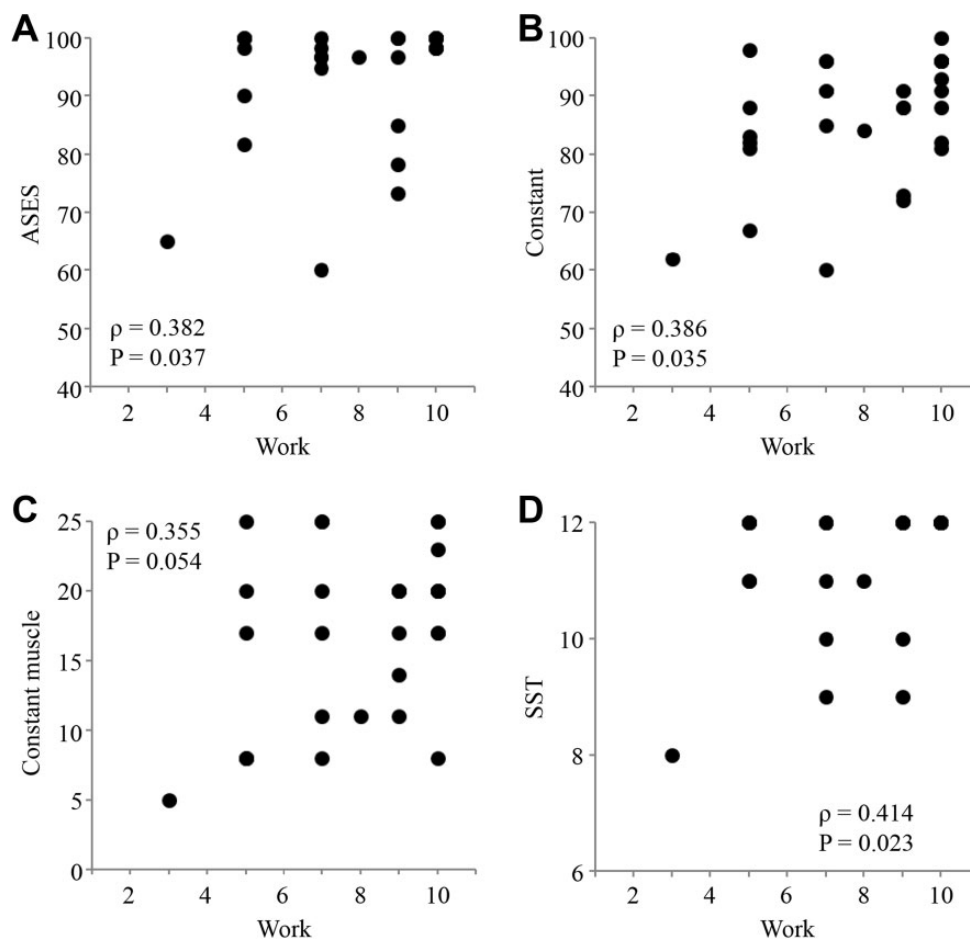 A
100
90
80
70
60
50
40
ASES
ρ = 0.382
P = 0.037
2 4 6 8 10
Work
B
100
90
80
70
60
50
40
Constant
ρ = 0.386
P = 0.035
2 4 6 8 10
Work
C
25
20
15
10
5
0
Constant muscle
ρ = 0.355
P = 0.054
2 4 6 8 10
Work
D
12
10
8
6
SST
ρ = 0.414
P = 0.023
2 4 6 8 10
Work